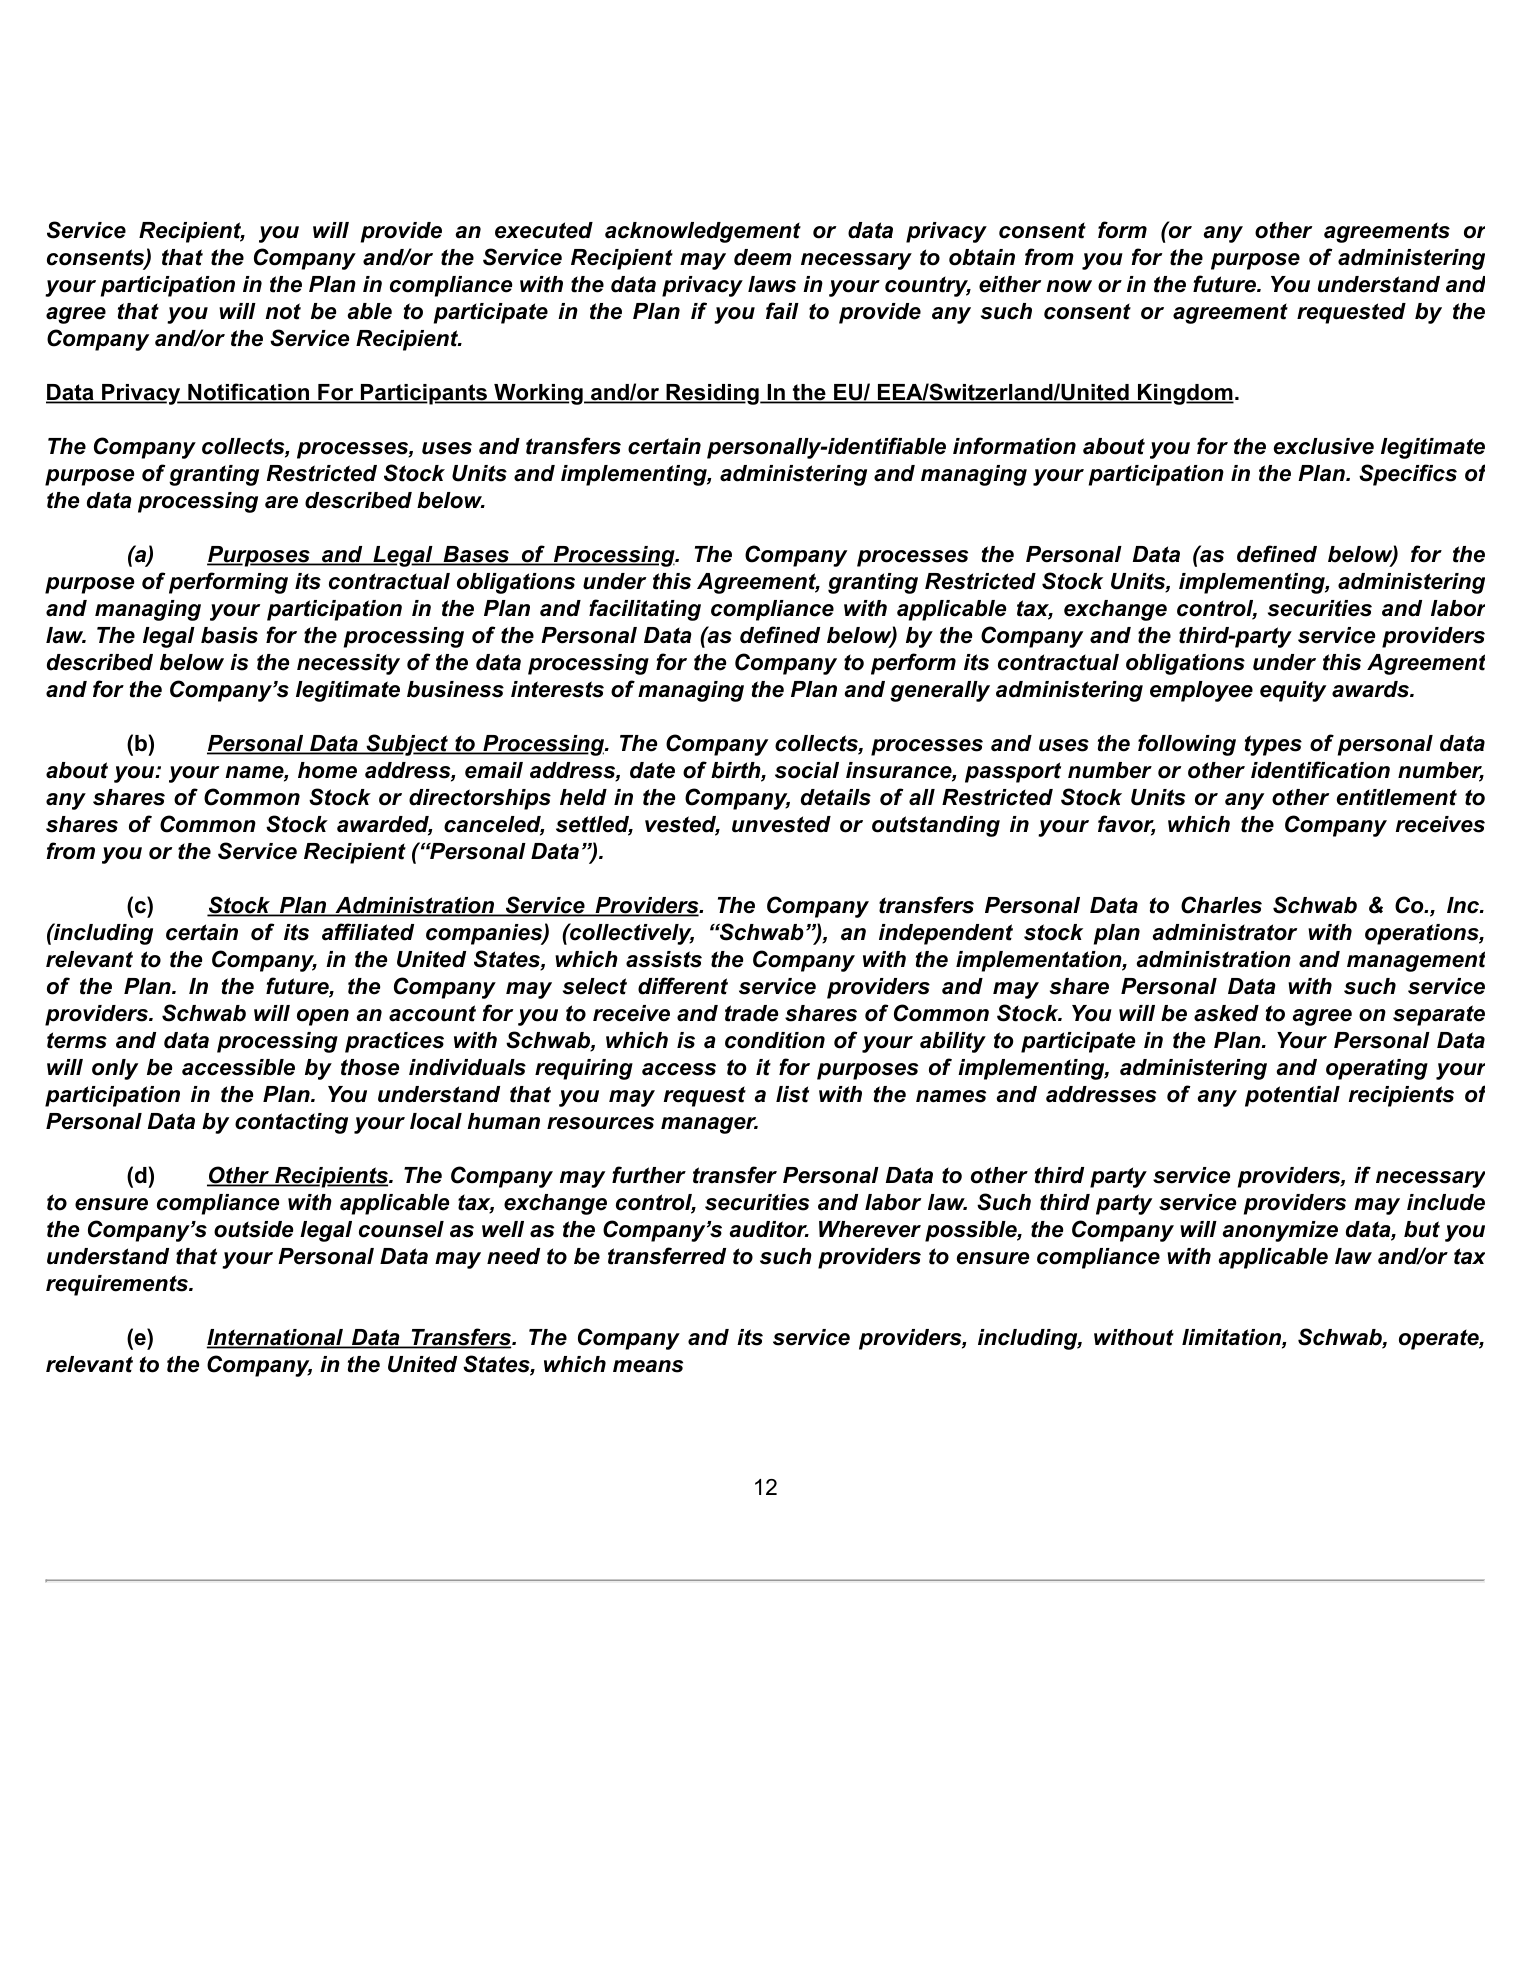 Service Recipient, you will provide an executed acknowledgement or data privacy consent form (or any other agreements or
consents) that the Company and/or the Service Recipient may deem necessary to obtain from you for the purpose of administering
your participation in the Plan in compliance with the data privacy laws in your country, either now or in the future. You understand and
agree that you will not be able to participate in the Plan if you fail to provide any such consent or agreement requested by the
Company and/or the Service Recipient.
Data Privacy Notification For Participants Working and/or Residing In the EU/ EEA/Switzerland/United Kingdom.
The Company collects, processes, uses and transfers certain personally-identifiable information about you for the exclusive legitimate
purpose of granting Restricted Stock Units and implementing, administering and managing your participation in the Plan. Specifics of
the data processing are described below.
(a) Purposes and Legal Bases of Processing. The Company processes the Personal Data (as defined below) for the
purpose of performing its contractual obligations under this Agreement, granting Restricted Stock Units, implementing, administering
and managing your participation in the Plan and facilitating compliance with applicable tax, exchange control, securities and labor
law. The legal basis for the processing of the Personal Data (as defined below) by the Company and the third-party service providers
described below is the necessity of the data processing for the Company to perform its contractual obligations under this Agreement
and for the Company’s legitimate business interests of managing the Plan and generally administering employee equity awards.
(b) Personal Data Subject to Processing. The Company collects, processes and uses the following types of personal data
about you: your name, home address, email address, date of birth, social insurance, passport number or other identification number,
any shares of Common Stock or directorships held in the Company, details of all Restricted Stock Units or any other entitlement to
shares of Common Stock awarded, canceled, settled, vested, unvested or outstanding in your favor, which the Company receives
from you or the Service Recipient (“Personal Data”).
(c) Stock Plan Administration Service Providers. The Company transfers Personal Data to Charles Schwab & Co., Inc.
(including certain of its affiliated companies) (collectively, “Schwab”), an independent stock plan administrator with operations,
relevant to the Company, in the United States, which assists the Company with the implementation, administration and management
of the Plan. In the future, the Company may select different service providers and may share Personal Data with such service
providers. Schwab will open an account for you to receive and trade shares of Common Stock. You will be asked to agree on separate
terms and data processing practices with Schwab, which is a condition of your ability to participate in the Plan. Your Personal Data
will only be accessible by those individuals requiring access to it for purposes of implementing, administering and operating your
participation in the Plan. You understand that you may request a list with the names and addresses of any potential recipients of
Personal Data by contacting your local human resources manager.
(d) Other Recipients. The Company may further transfer Personal Data to other third party service providers, if necessary
to ensure compliance with applicable tax, exchange control, securities and labor law. Such third party service providers may include
the Company’s outside legal counsel as well as the Company’s auditor. Wherever possible, the Company will anonymize data, but you
understand that your Personal Data may need to be transferred to such providers to ensure compliance with applicable law and/or tax
requirements.
(e) International Data Transfers. The Company and its service providers, including, without limitation, Schwab, operate,
relevant to the Company, in the United States, which means
12